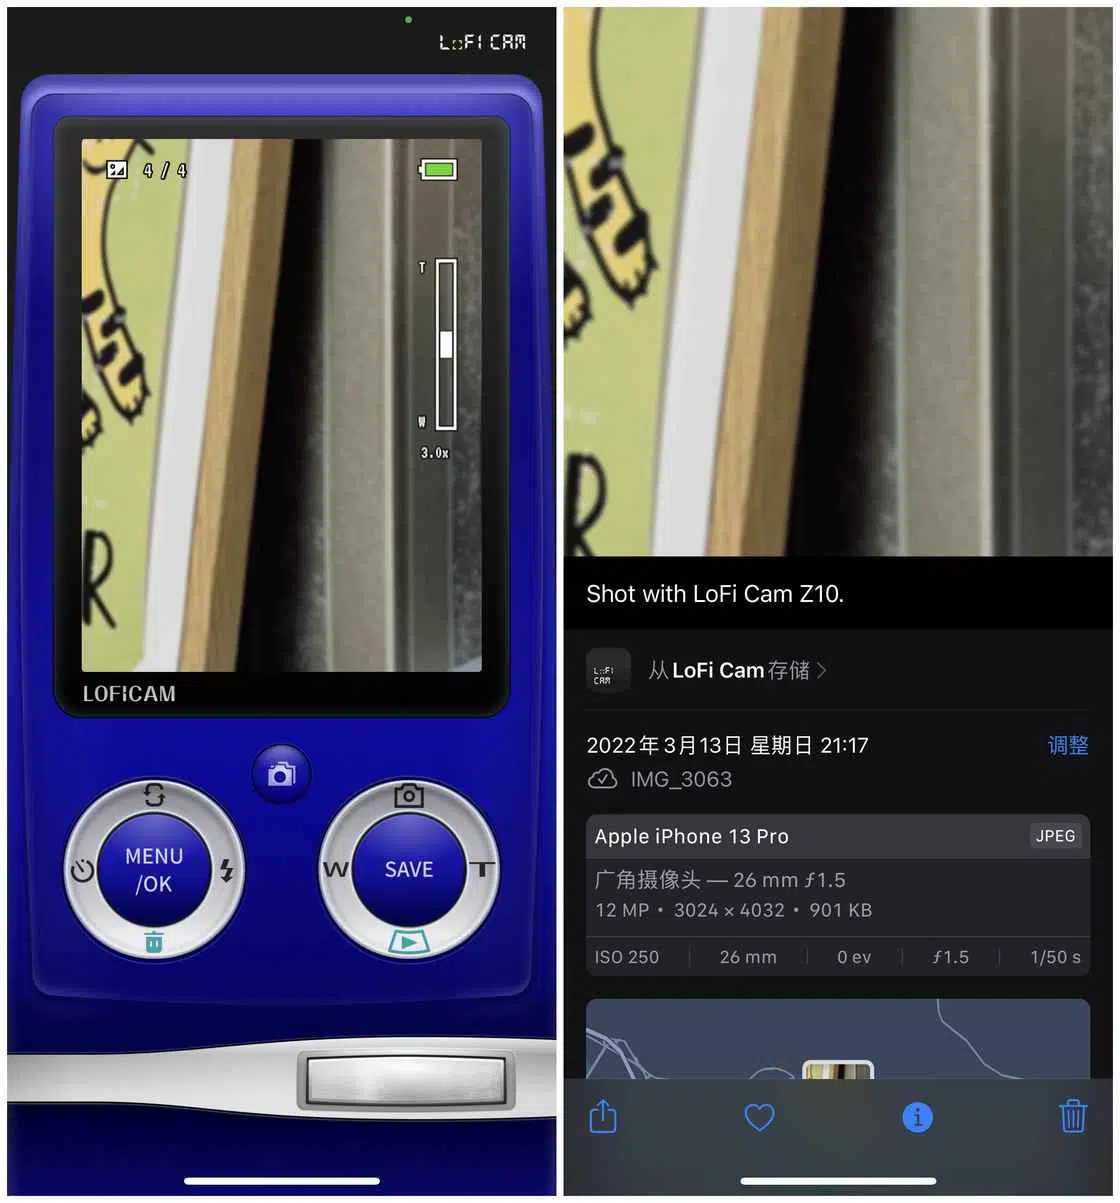 LoFi CAM
4 / 4
T
W
3.0x
LOFICAM
MENU
/OK
W
SAVE
T
R
R
Shot with LoFi Cam Z10.
LoFi
CAM
从 LoFi Cam 存储
2022年3月13日 星期日 21:17
调整
IMG_3063
Apple iPhone 13 Pro
JPEG
广角摄像头 — 26 mm ƒ1.5
12 MP • 3024 × 4032 • 901 KB
ISO 250
26 mm
0 ev
ƒ1.5
1/50 s